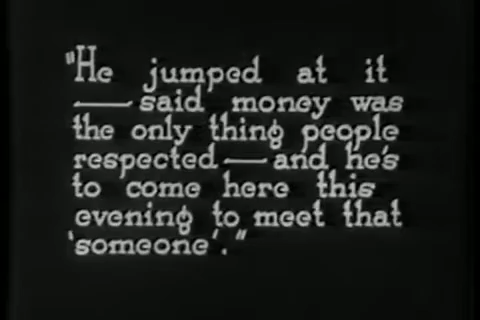 "He jumped at it
— said money was
the only thing people
respected — and he's
to come here this
evening to meet that
'someone'."